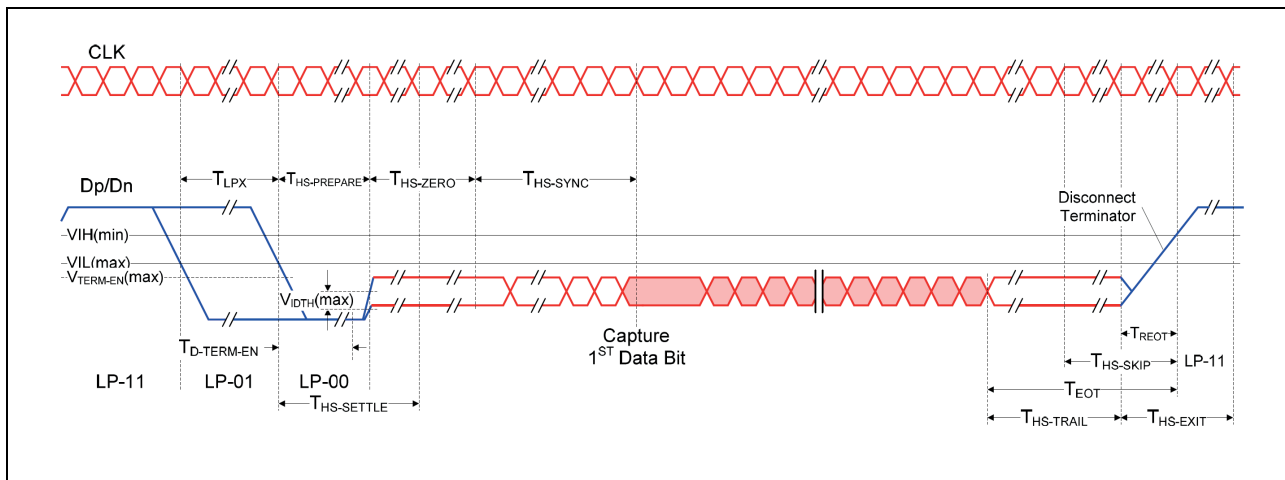 CLK
Dp/Dn
TLPX
THS-PREPARE
THS-ZERO
THS-SYNC
Disconnect
Terminator
VIH(min)
VIL(max)
VTERM-EN(max)
VIDTH(max)
Capture
1ST Data Bit
TREOT
TD-TERM-EN
THS-SKIP
LP-11
LP-11
LP-01
LP-00
TEOT
THS-SETTLE
THS-TRAIL
THS-EXIT